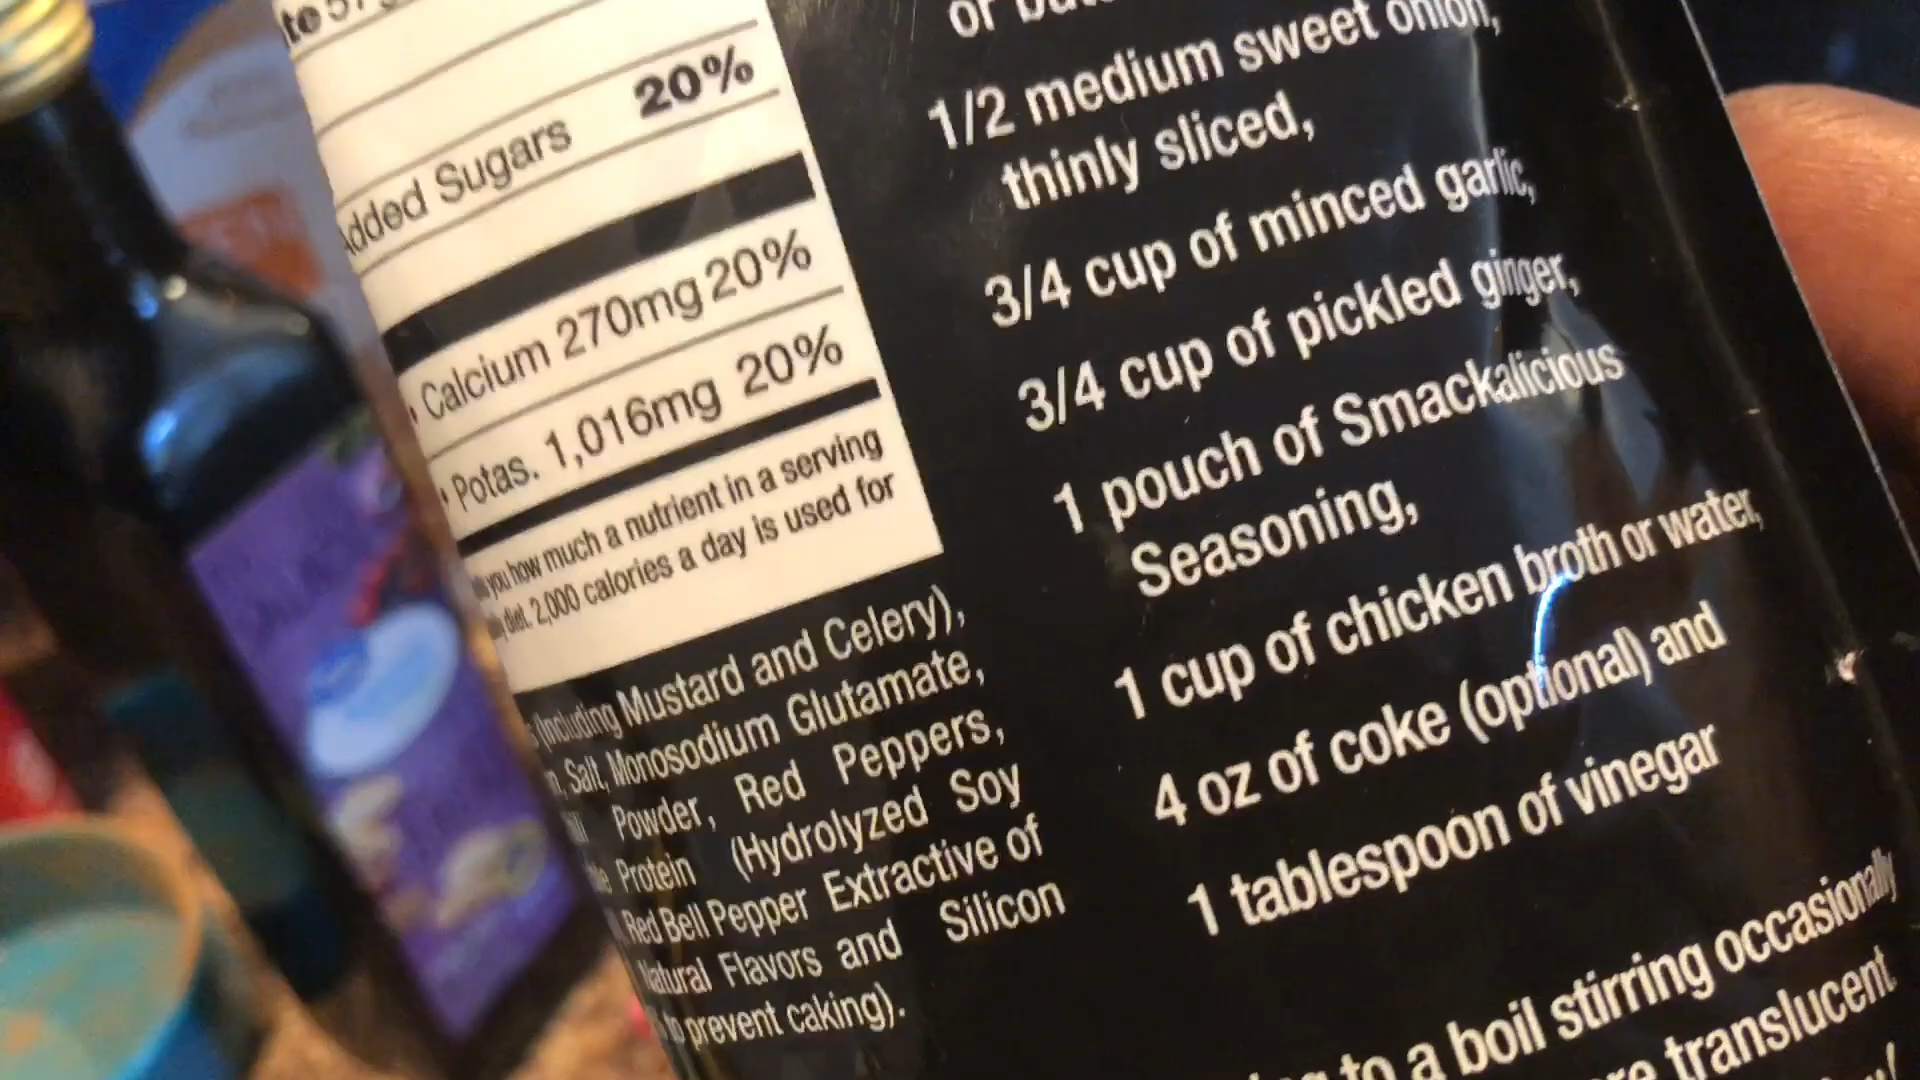 Added Sugars 20%
• Calcium 270mg 20%
• Potas. 1,016mg 20%
you how much a nutrient in a serving
diet. 2,000 calories a day is used for
(Including Mustard and Celery),
Salt, Monosodium Glutamate,
Powder, Red Peppers,
Protein (Hydrolyzed Soy
Red Bell Pepper Extractive of
Natural Flavors and Silicon
to prevent caking).
or
1/2 medium sweet onion,
thinly sliced,
3/4 cup of minced garlic,
3/4 cup of pickled ginger,
1 pouch of Smackalicious
Seasoning,
1 cup of chicken broth or water,
4 oz of coke (optional) and
1 tablespoon of vinegar
to a boil stirring occasionally
translucent